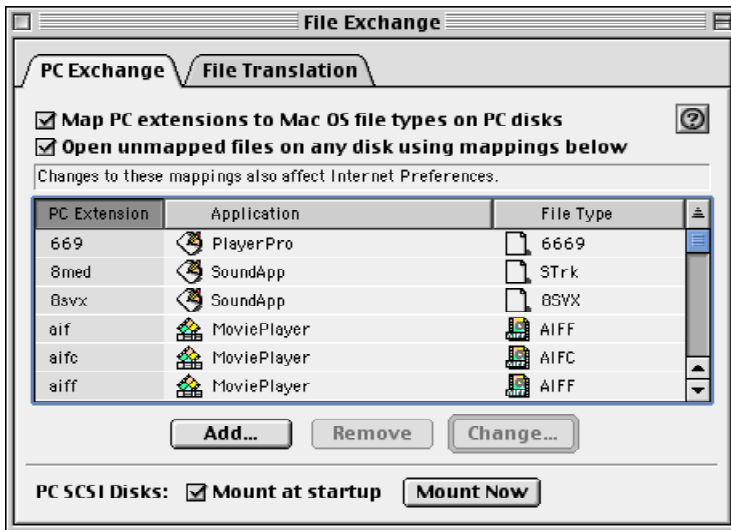 File Exchange
PC Exchange File Translation
Map PC extensions to Mac OS file types on PC disks
Open unmapped files on any disk using mappings below
Changes to these mappings also affect Internet Preferences.
PC Extension Application File Type
669 PlayerPro 6669
8med SoundApp STrk
8svx SoundApp 8SVX
aif MoviePlayer AIFF
aifc MoviePlayer AIFC
aiff MoviePlayer AIFF
Add... Remove Change...
PC SCSI Disks: Mount at startup Mount Now